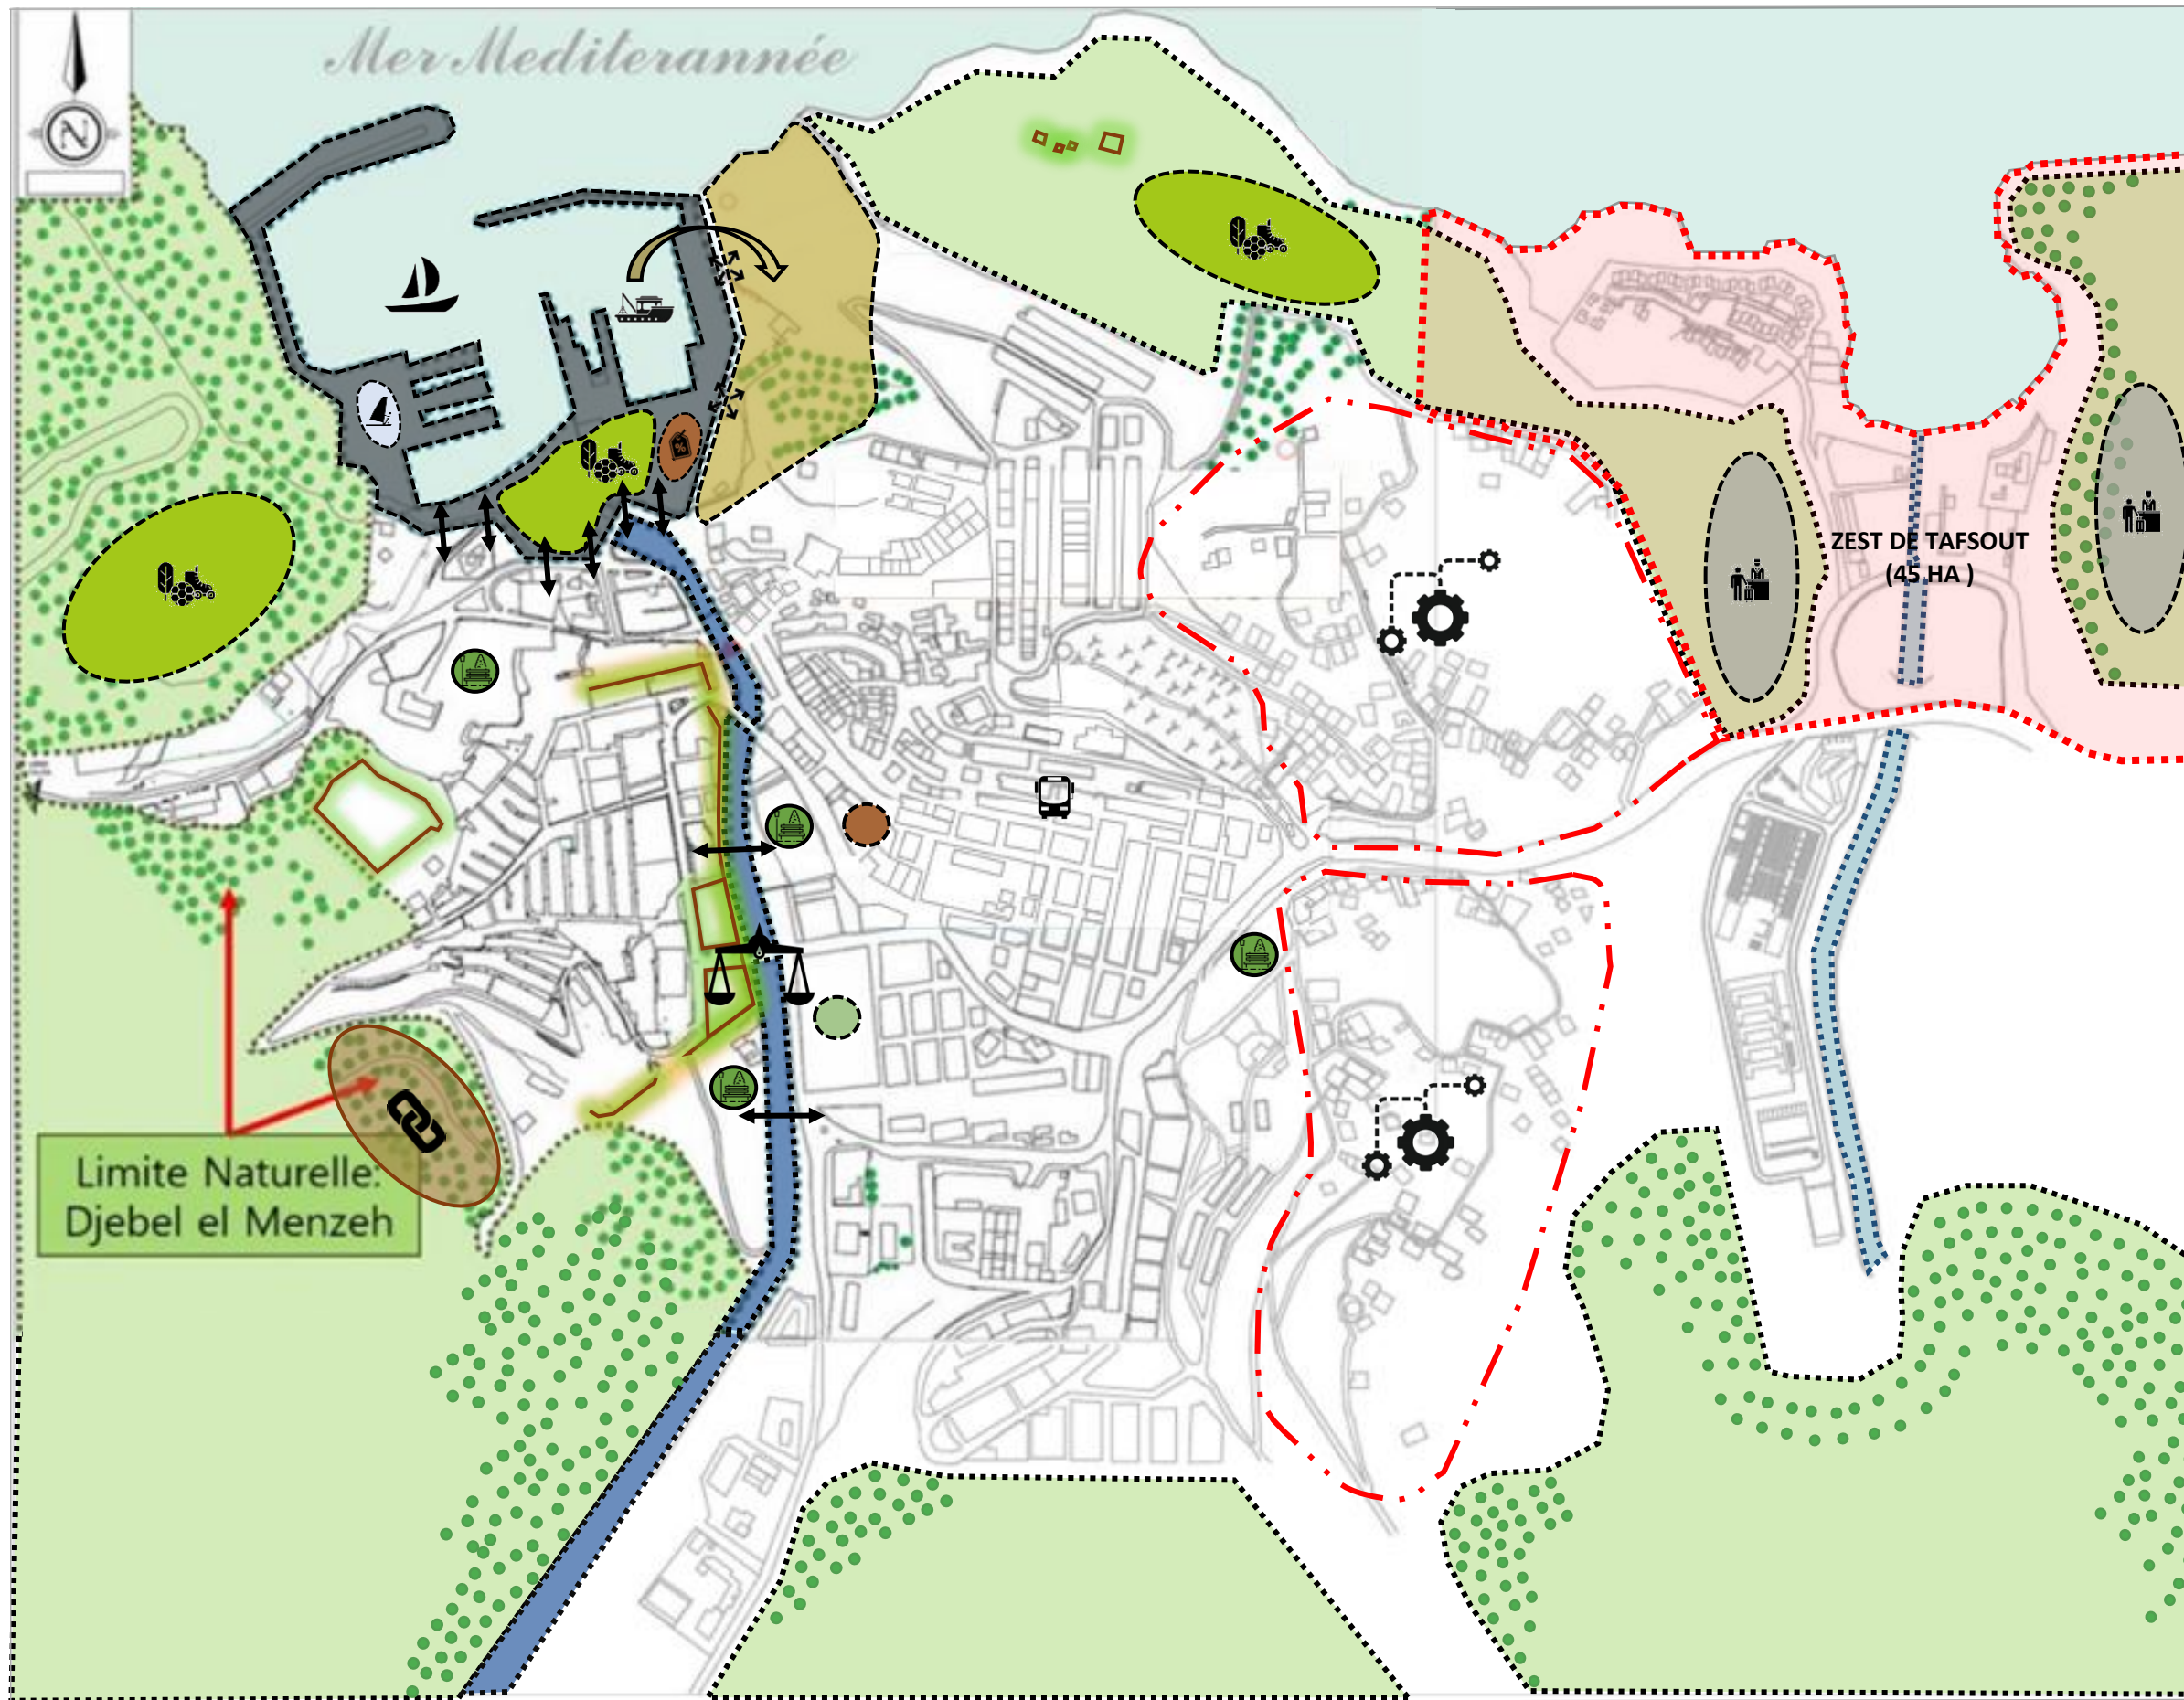 Mer Mediterannée
N
%
ZEST DE TAFSOUT
(45 HA )
Limite Naturelle:
Djebel el Menzeh